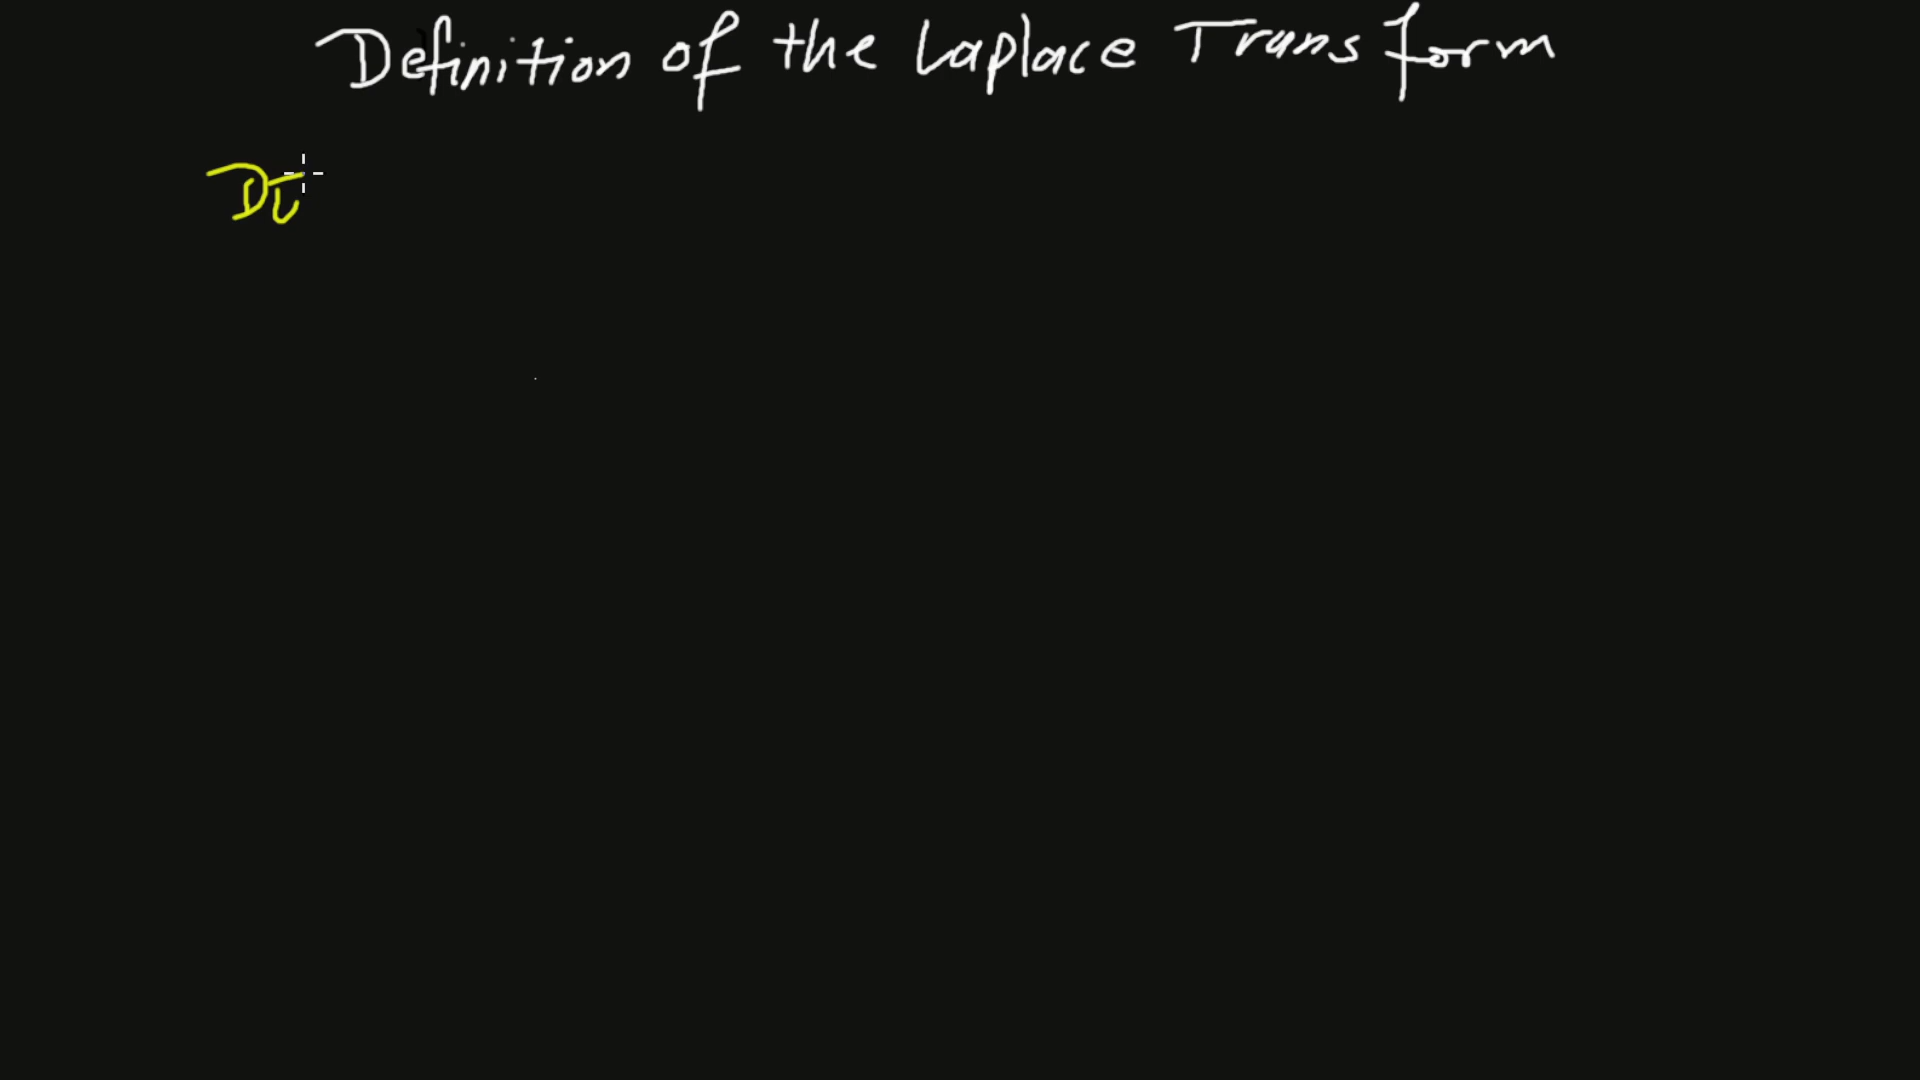 Definition of the Laplace Transform